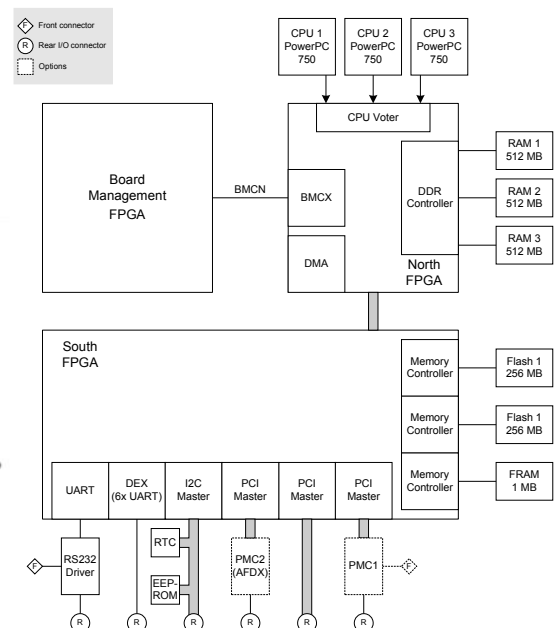 F Front connector
R Rear I/O connector
Options
CPU 1 CPU 2 CPU 3
PowerPC PowerPC PowerPC
750 750 750
CPU Voter
Board
Management
FPGA
BMCN
BMCX
DMA
DDR
Controller
North
FPGA
RAM 1
512 MB
RAM 2
512 MB
RAM 3
512 MB
South
FPGA
Memory
Controller
Flash 1
256 MB
Memory
Controller
Flash 1
256 MB
Memory
Controller
FRAM
1 MB
UART
DEX
(6x UART)
I2C
Master
PCI
Master
PCI
Master
PCI
Master
F
RS232
Driver
RTC
EEP-
ROM
PMC2
(AFDX)
PMC1
F
R R R R R R